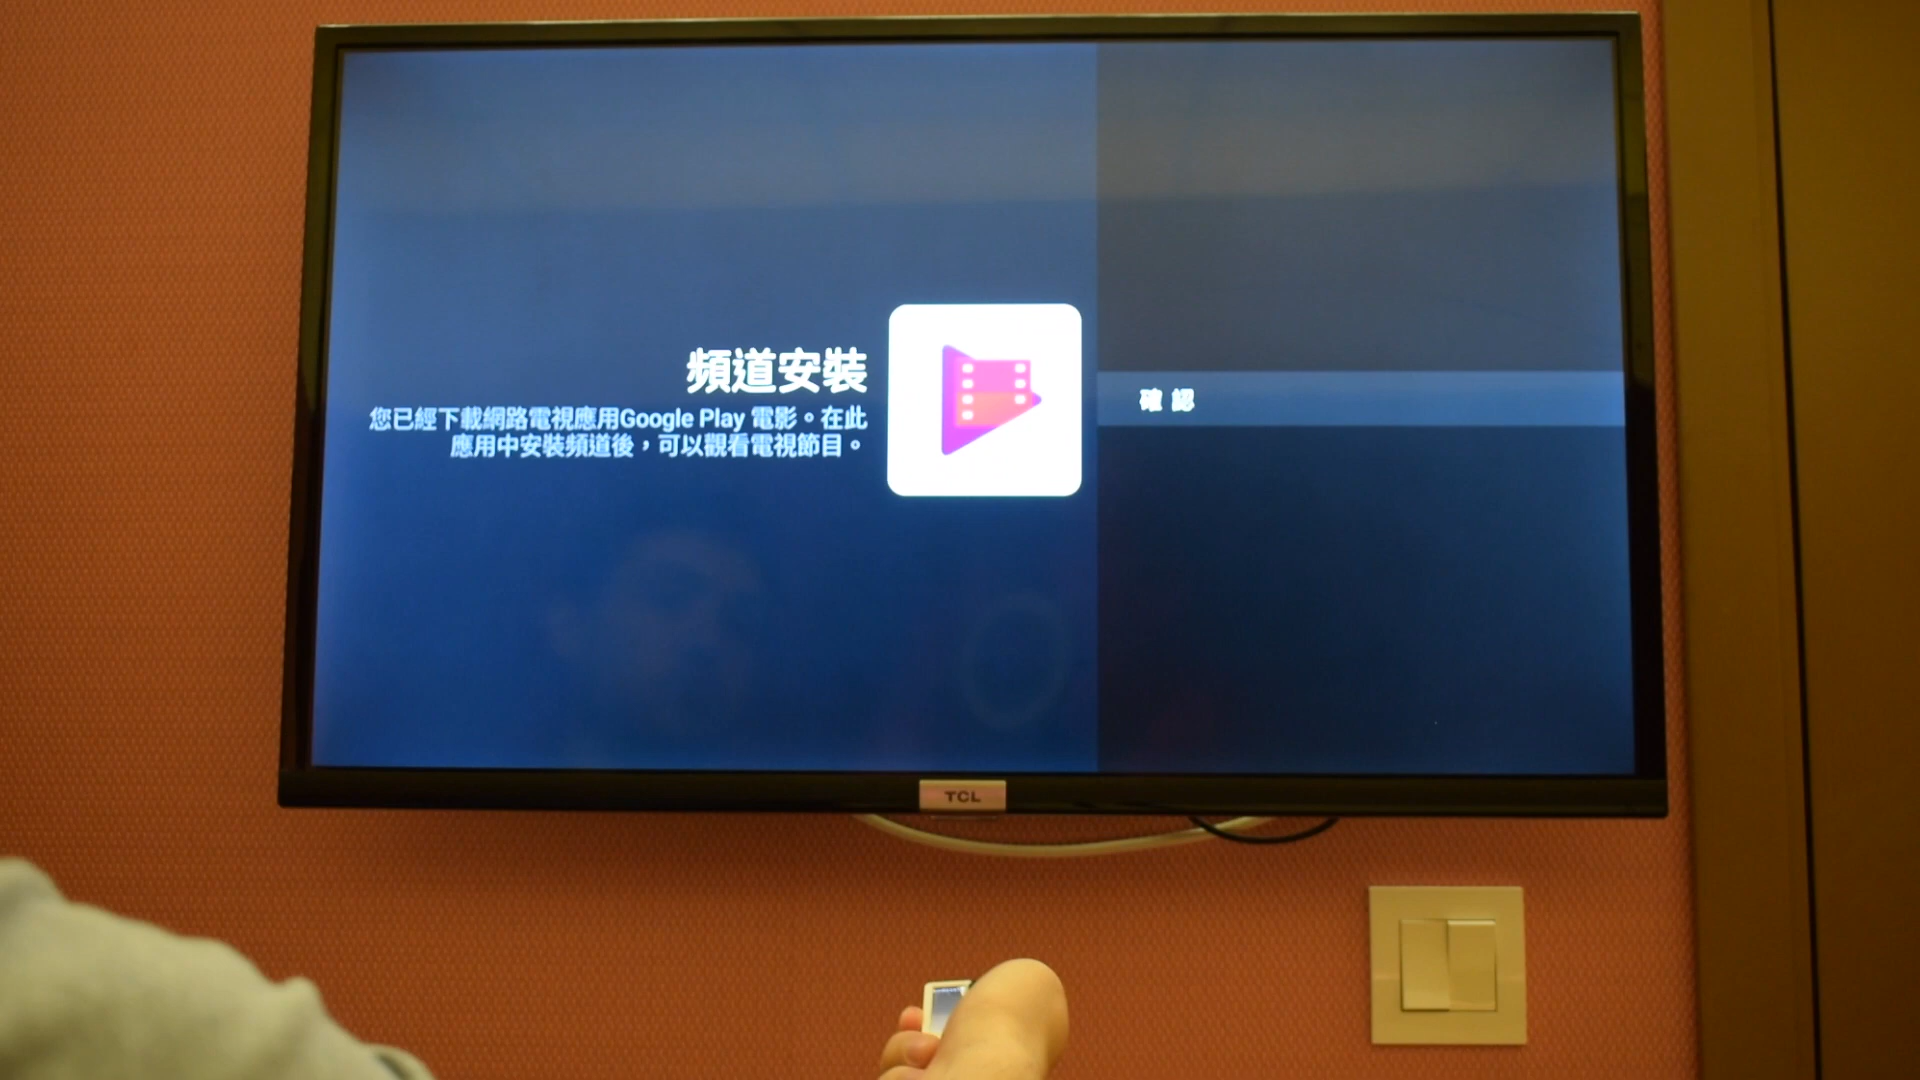 頻道安裝
您已經下載網路電視應用Google Play 電影。在此
應用中安裝頻道後，可以觀看電視節目。
確認
TCL